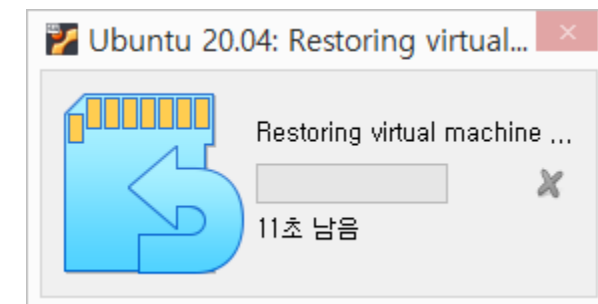 Ubuntu 20.04: Restoring virtual...
Restoring virtual machine ...
11초 남음